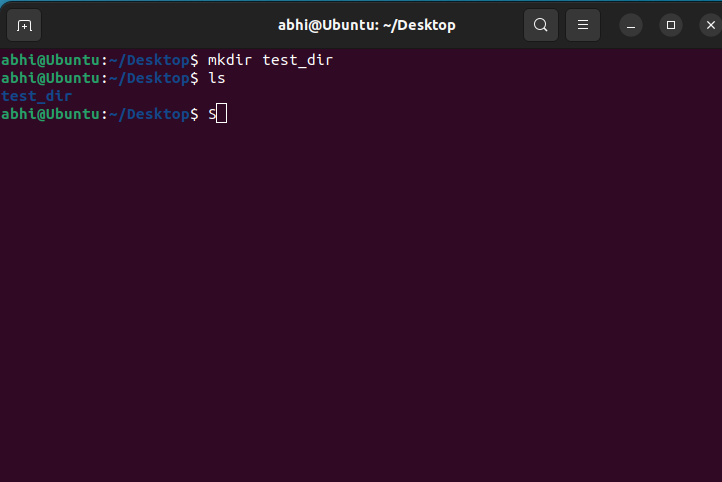 abhi@Ubuntu: ~/Desktop
abhi@Ubuntu:~/Desktop$ mkdir test_dir
abhi@Ubuntu:~/Desktop$ ls
test_dir
abhi@Ubuntu:~/Desktop$ S